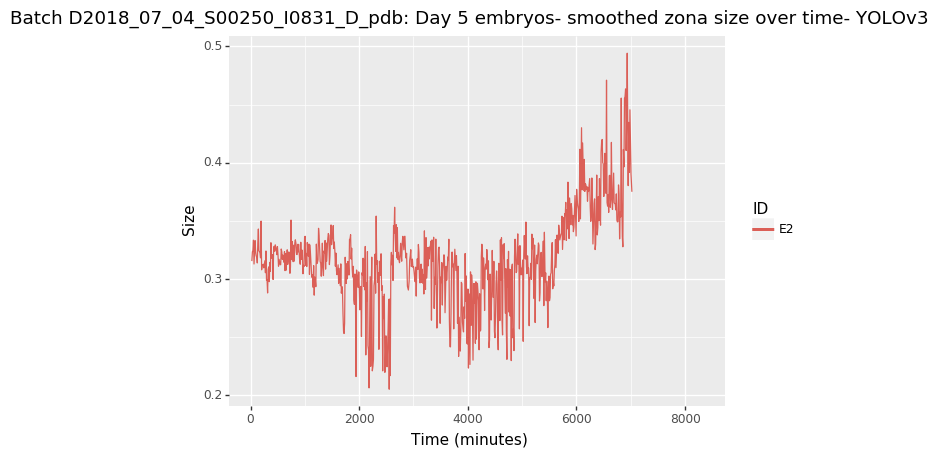 Batch D2018_07_04_S00250_I0831_D_pdb: Day 5 embryos- smoothed zona size over time- YOLOv3
0.5
0.4
0.3
0.2
Size
0
2000
4000
6000
8000
Time (minutes)
ID
E2